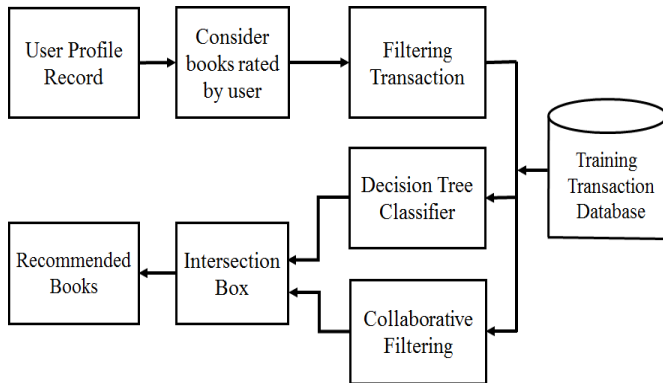 User Profile
Record
Consider
books rated
by user
Filtering
Transaction
Training
Transaction
Database
Decision Tree
Classifier
Recommended
Books
Intersection
Box
Collaborative
Filtering